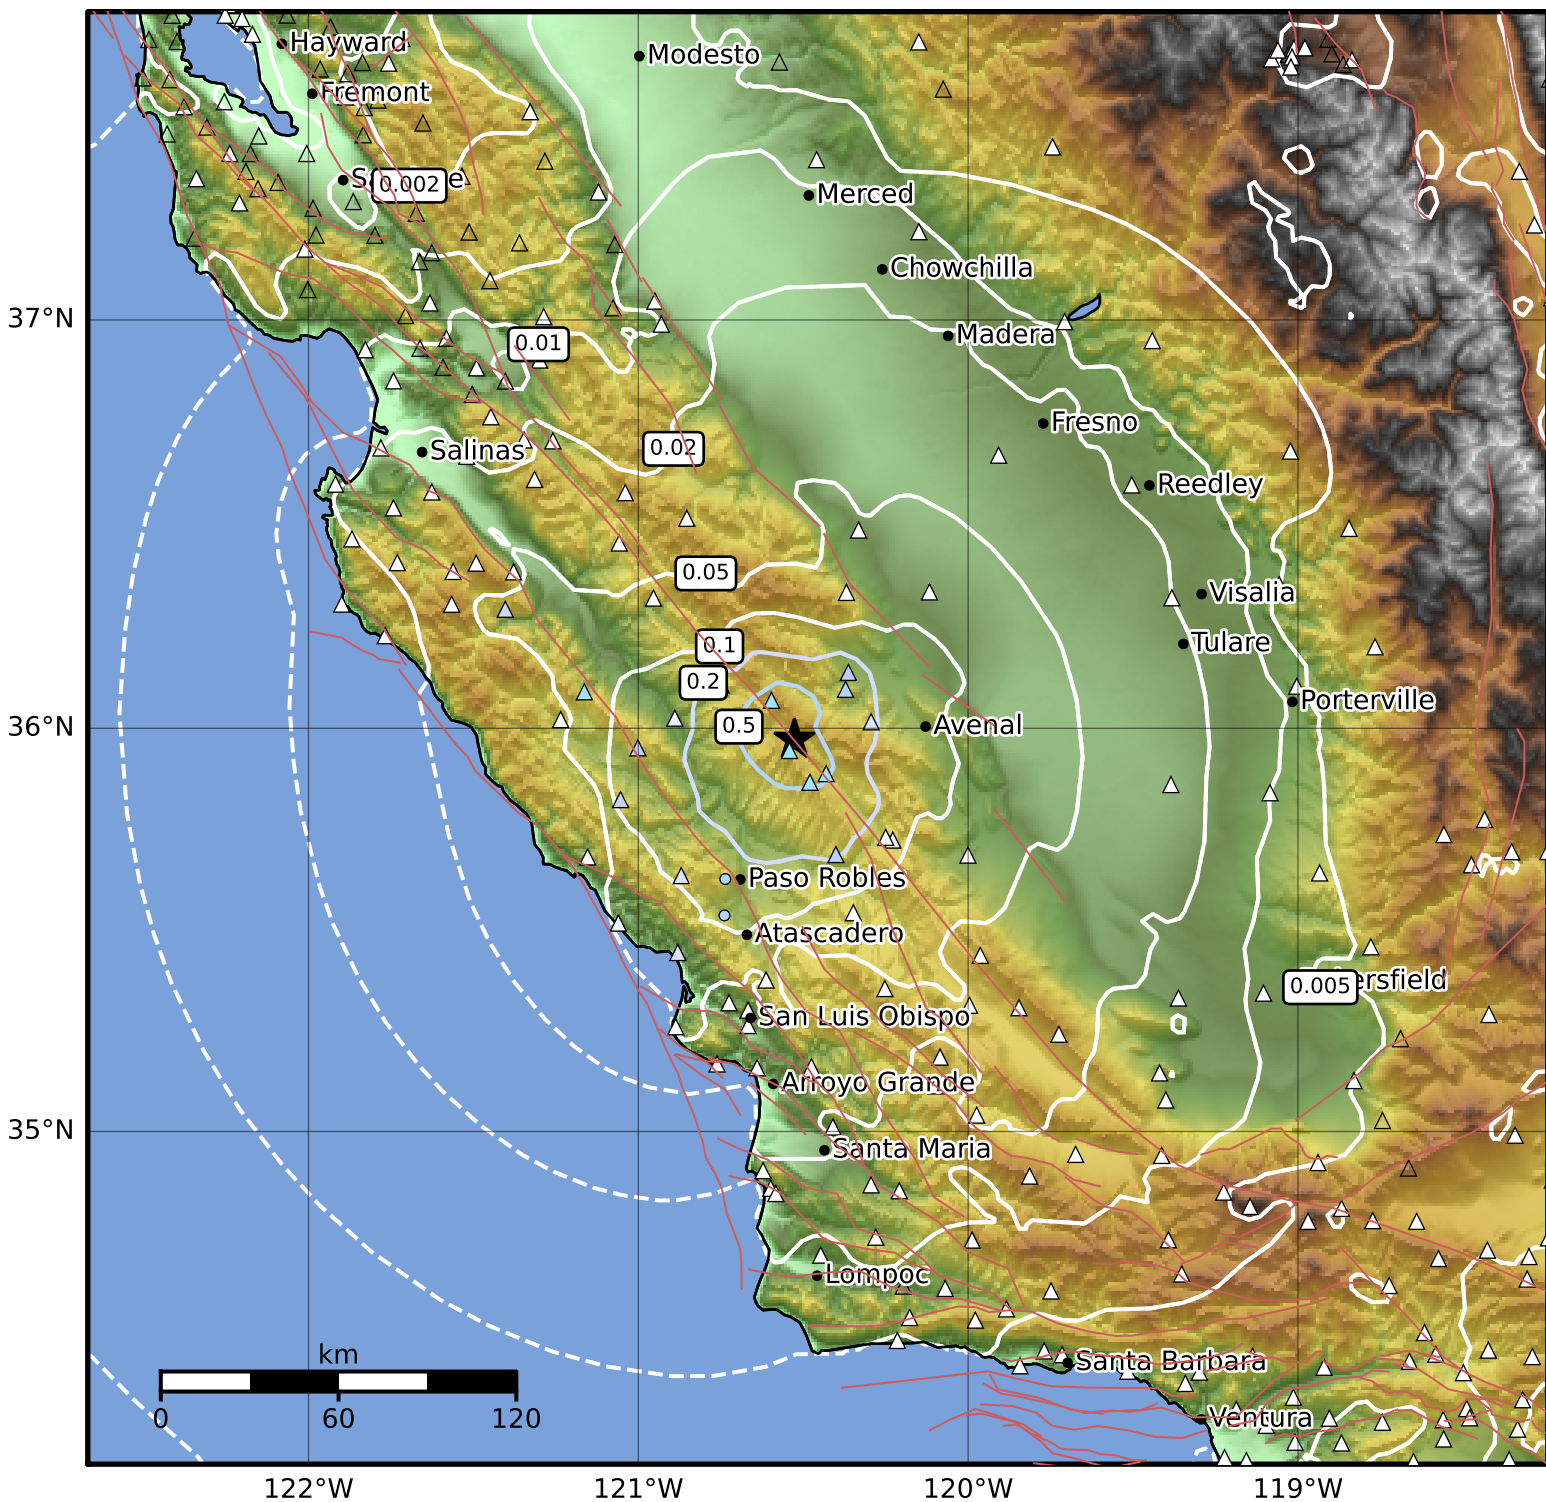 Hayward
Modesto
Fremont
0.002
Merced
Chowchilla
37°N
Madera
0.01
Fresno
0.02
Salinas
Reedley
0.05
Visalia
0.1
Tulare
0.2
Porterville
0.5
36°N
Avenal
Paso Robles
Atascadero
0.005
ersfield
San Luis Obispo
Arroyo Grande
35°N
Santa Maria
Lompoc
km
Santa Barbara
0 60 120
Ventura
122°W 121°W 120°W 119°W